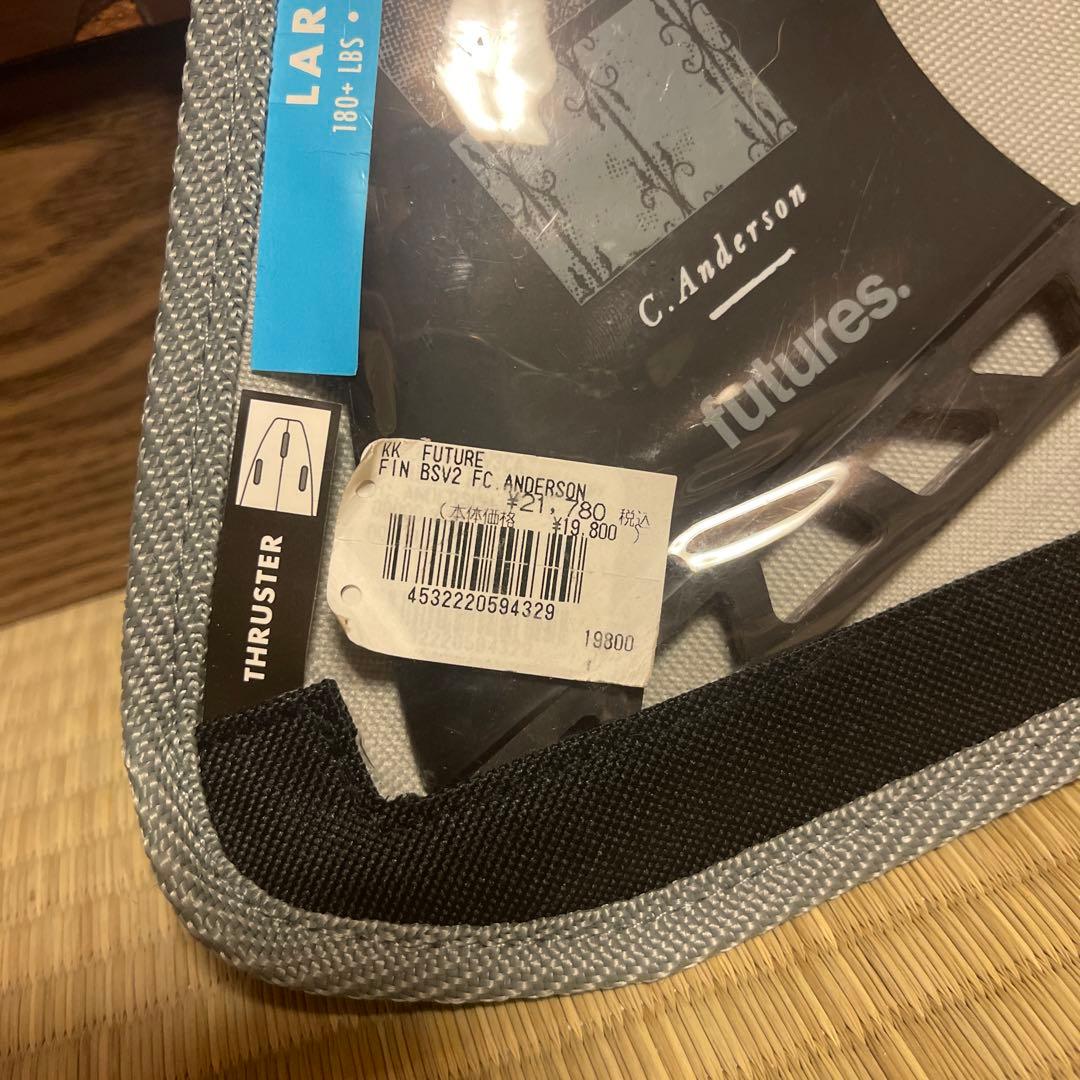 LAR
180+ LBS •
C. Anderson
futures.
THRUSTER
KK FUTURE
FIN BSV2 FC.ANDERSON
¥21,780 税込
(本体価格 ¥19,800 )
4532220594329
19800